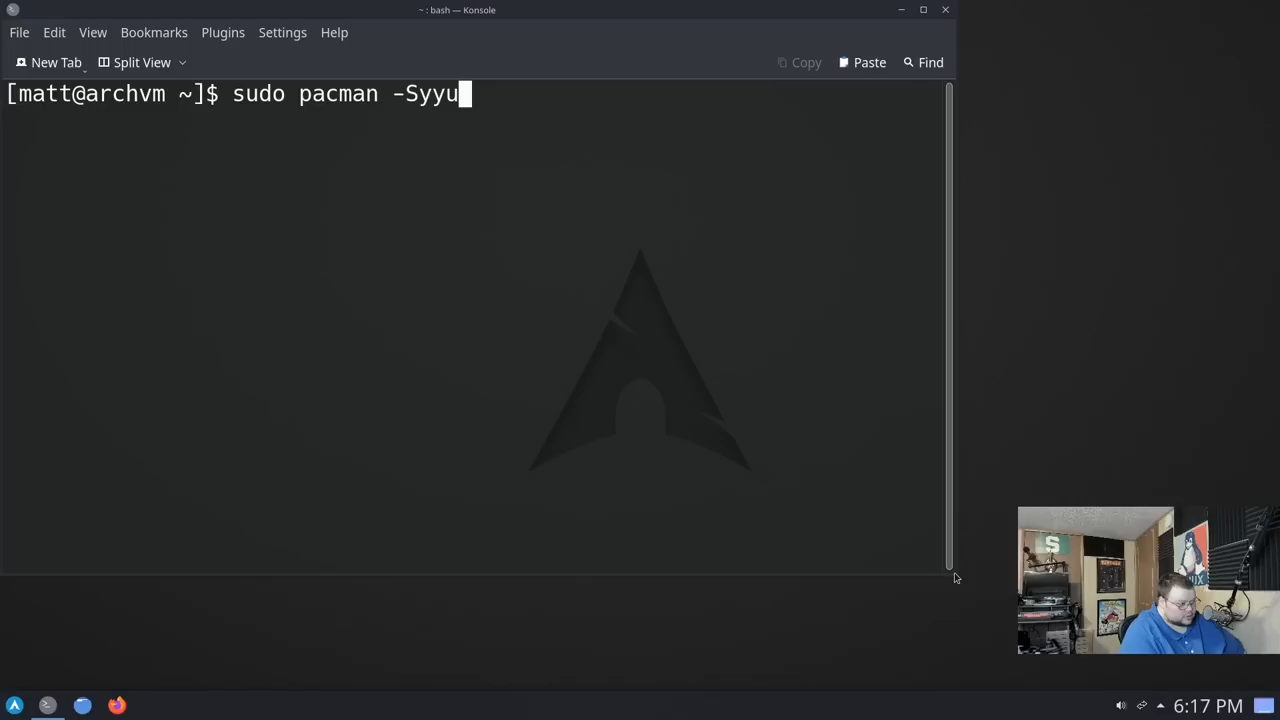 ~ : bash — Konsole
File Edit View Bookmarks Plugins Settings Help
New Tab Split View Copy Paste Find
[matt@archvm ~]$ sudo pacman -Syyu
S
6:17 PM